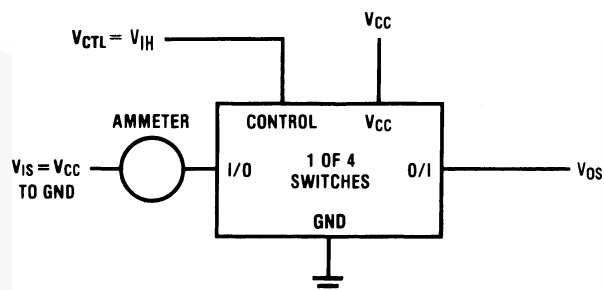 VCC
VCTL = VIH
AMMETER
CONTROL
VCC
VIS = VCC
TO GND
I/O
1 OF 4
SWITCHES
O/I
VOS
GND